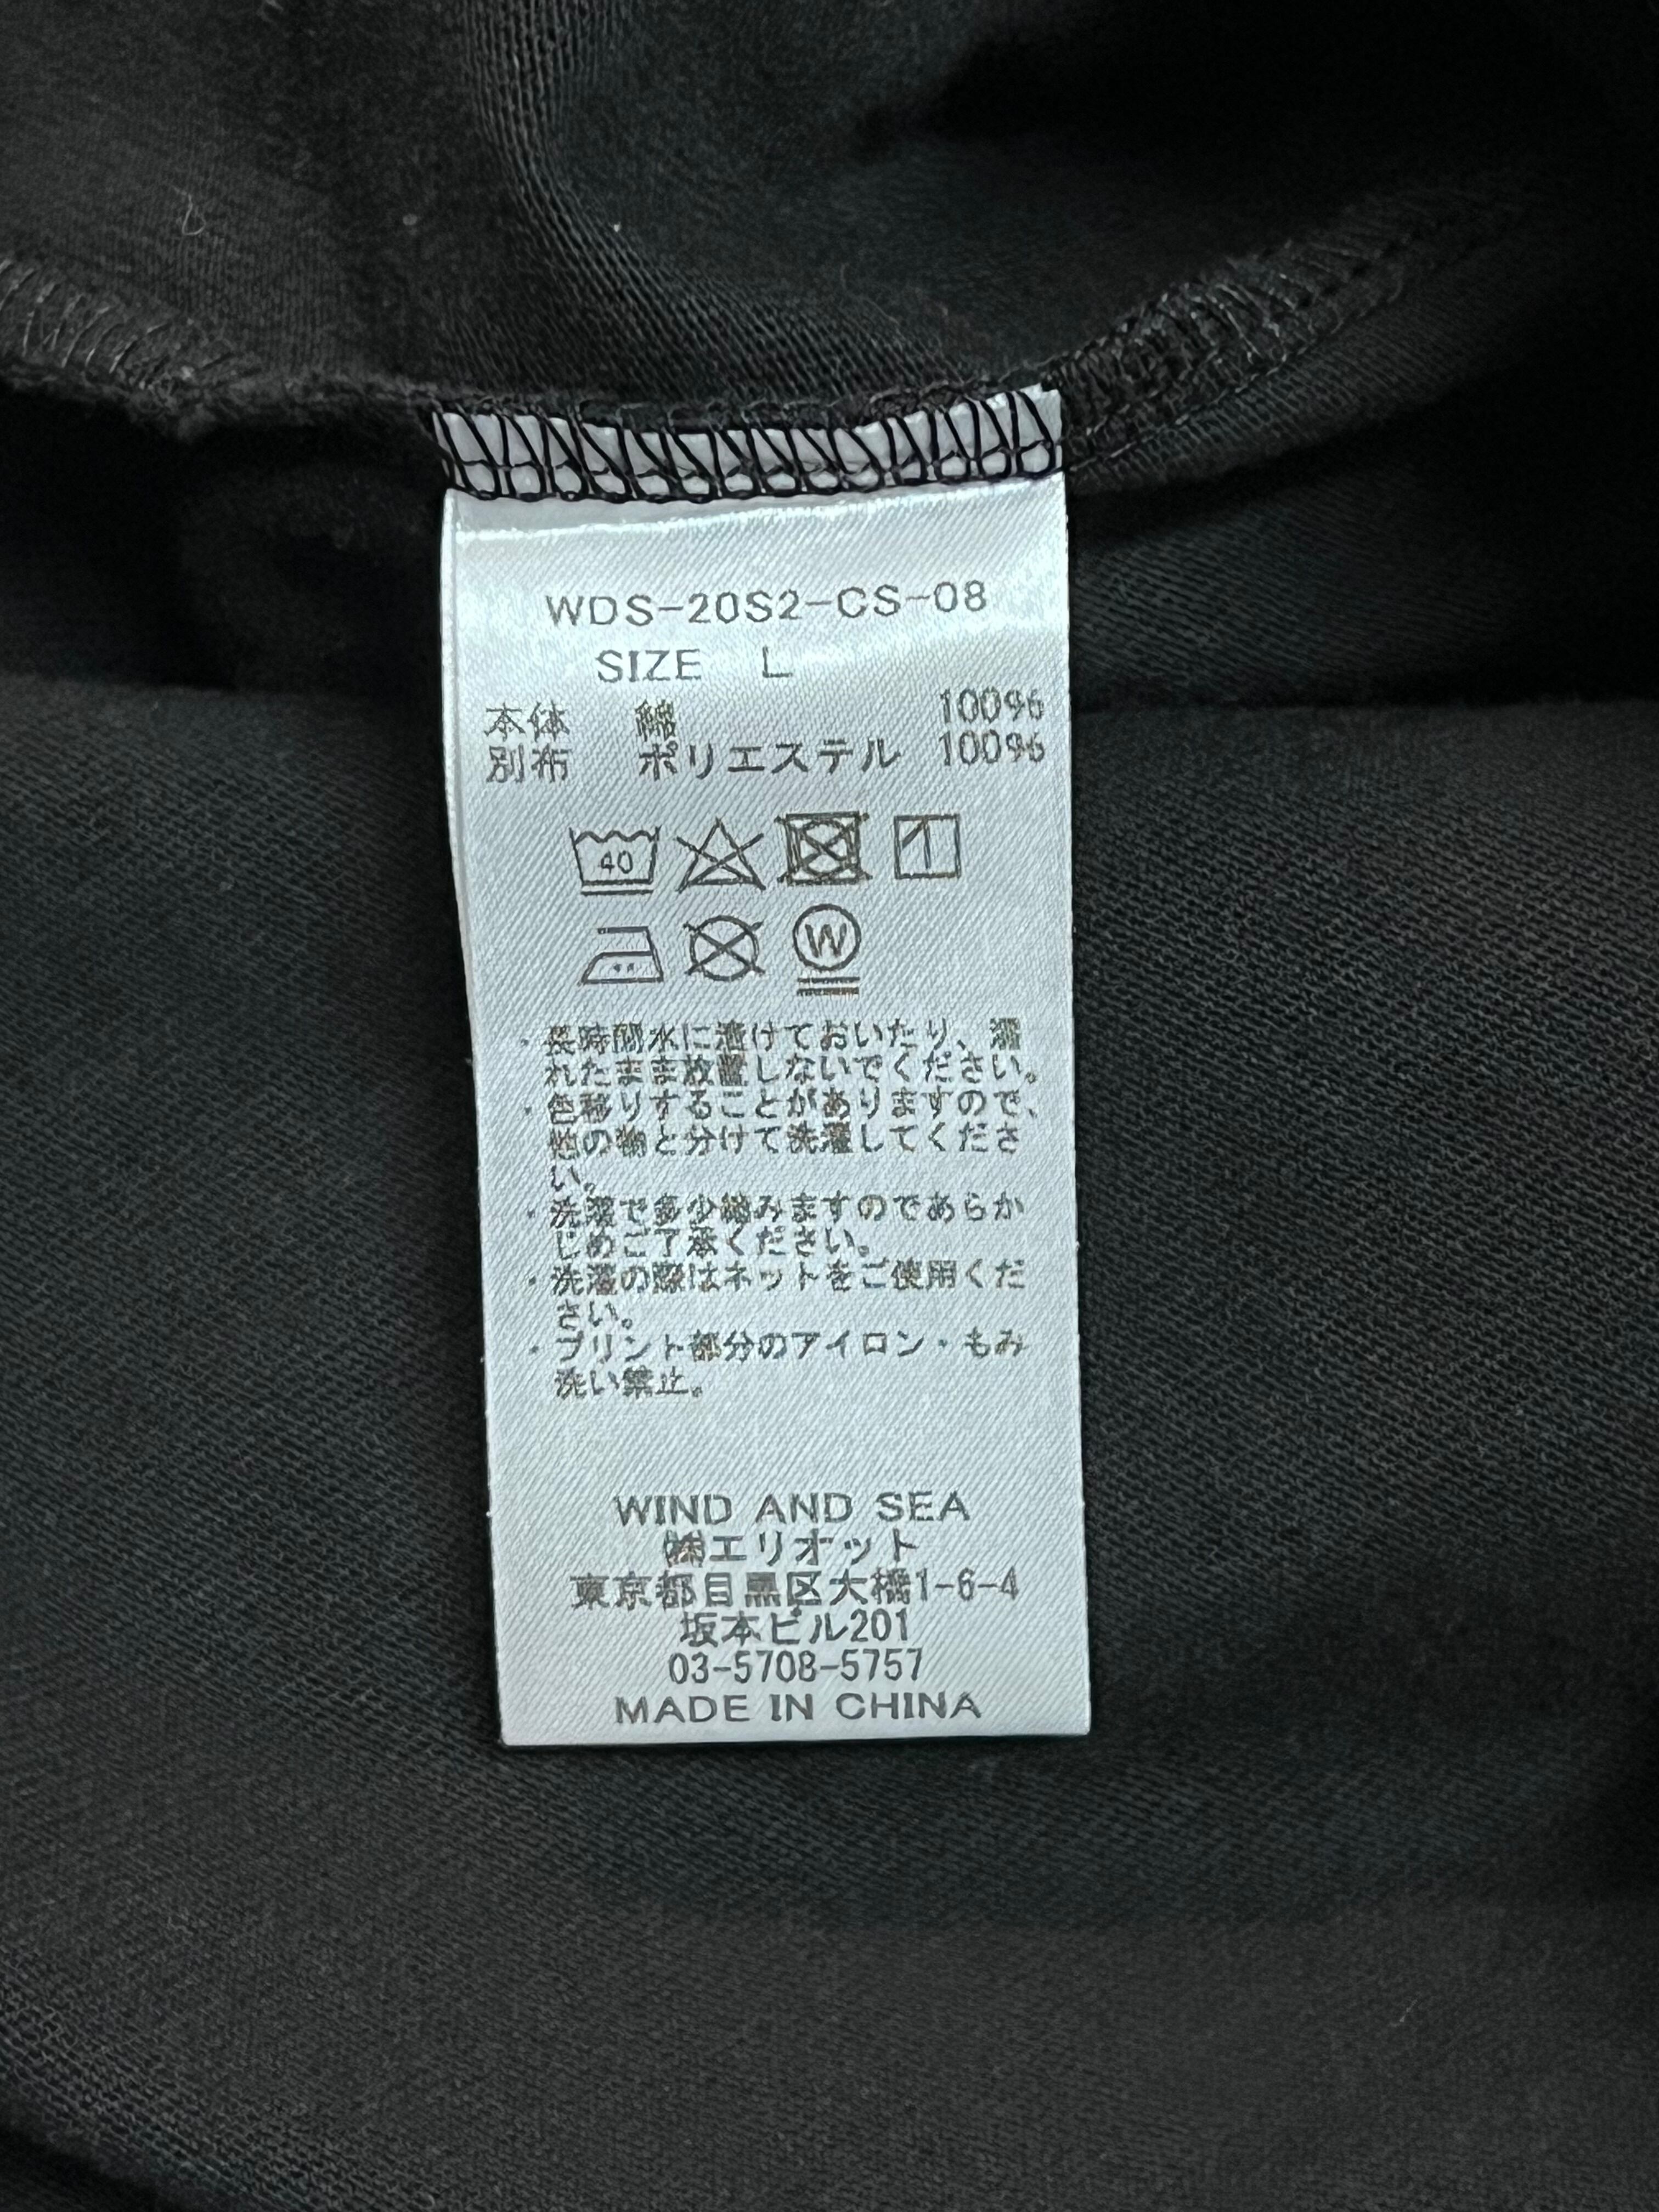 WDS-20S2-CS-08
SIZE L
本体 綿 100%
別布 ポリエステル 100%
40
W
・長時間水に漬けておいたり、濡
れたまま放置しないでください。
・色移りすることがありますので、
他の物と分けて洗濯してくださ
い。
・洗濯で多少縮みますのであらか
じめご了承ください。
・洗濯の際はネットをご使用くだ
さい。
・プリント部分のアイロン・もみ
洗い禁止。
WIND AND SEA
㈱エリオット
東京都目黒区大橋1-6-4
坂本ビル201
03-5708-5757
MADE IN CHINA